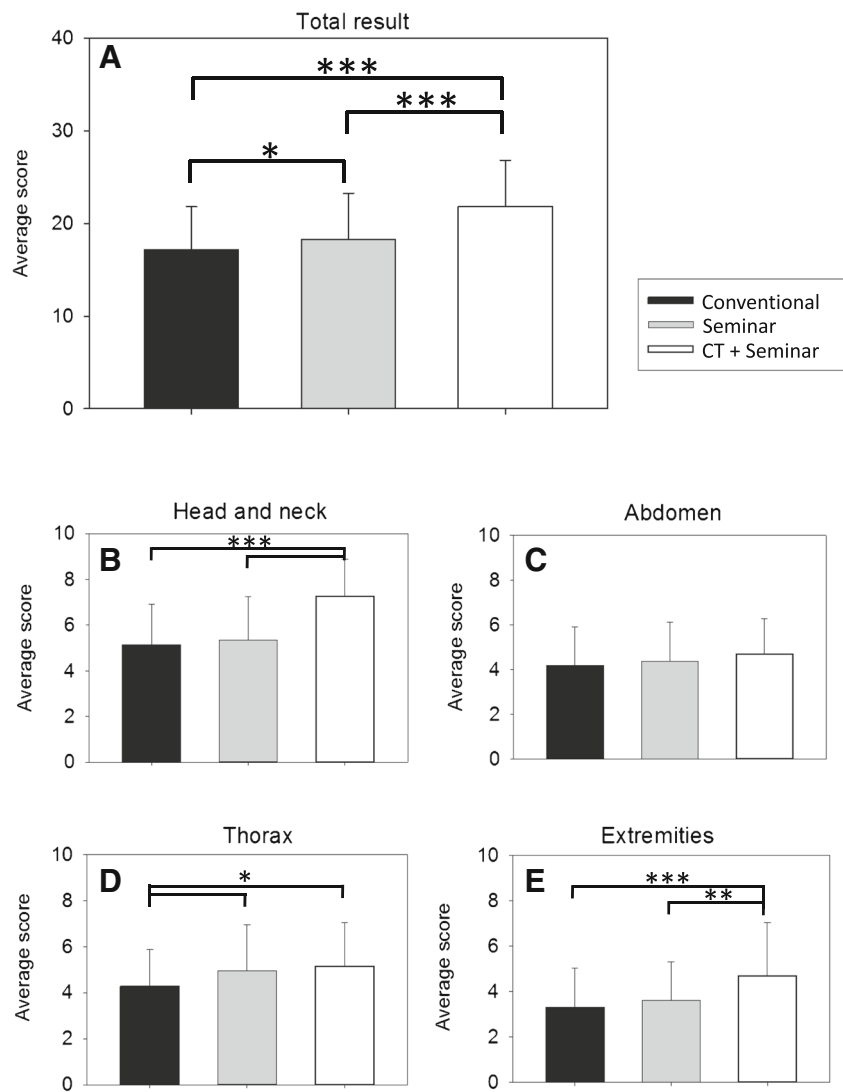 Total result
A
40
30
20
10
0
Average score
***
***
*
Conventional
Seminar
CT + Seminar
Head and neck
B
10
8
6
4
2
0
Average score
***
Abdomen
C
10
8
6
4
2
0
Average score
Thorax
D
10
8
6
4
2
0
Average score
*
Extremities
E
10
8
6
4
2
0
Average score
***
**